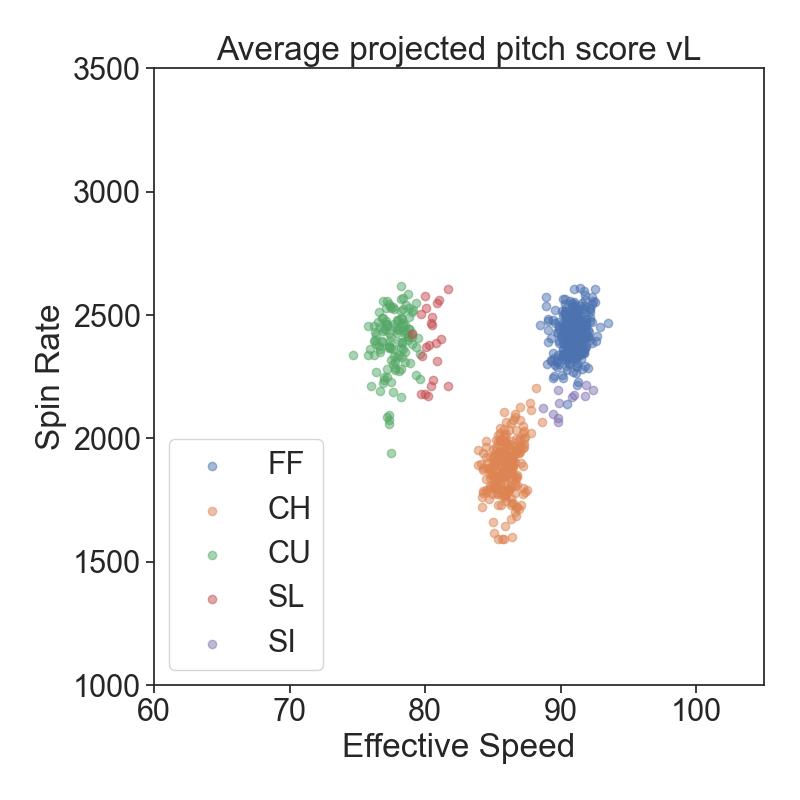 Average projected pitch score vL
3500
3000
2500
2000
1500
1000
Spin Rate
FF
CH
CU
SL
SI
60 70 80 90 100
Effective Speed